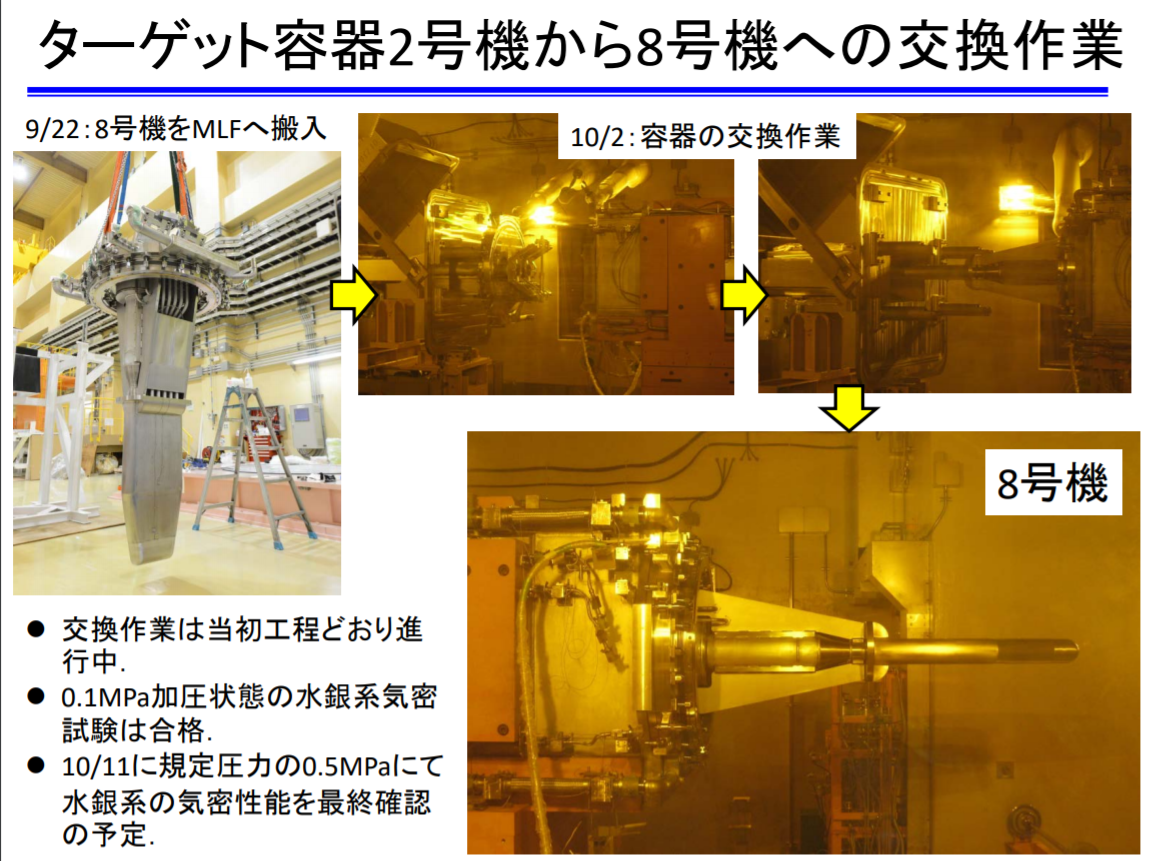 ターゲット容器2号機から8号機への交換作業
9/22:8号機をMLFへ搬入
10/2:容器の交換作業
8号機
● 交換作業は当初工程どおり進
行中.
● 0.1MPa加圧状態の水銀系気密
試験は合格.
● 10/11に規定圧力の0.5MPaにて
水銀系の気密性能を最終確認
の予定.